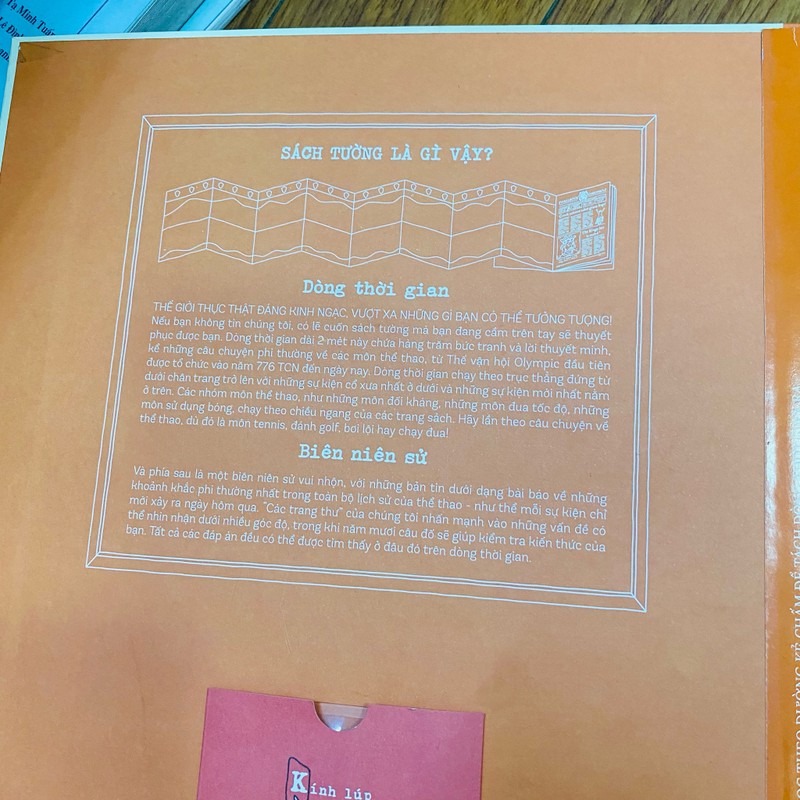 Tạ Minh Tuấn
SÁCH TƯỜNG LÀ GÌ VẬY?
Dòng thời gian
THẾ GIỚI THỰC THẬT ĐÁNG KINH NGẠC, VƯỢT XA NHỮNG GÌ BẠN CÓ THỂ TƯỞNG TƯỢNG!
Nếu bạn không tin chúng tôi, có lẽ cuốn sách tường mà bạn đang cầm trên tay sẽ thuyết
phục được bạn. Dòng thời gian dài 2 mét này chứa hàng trăm bức tranh và lời thuyết minh,
kể những câu chuyện phi thường về các môn thể thao, từ Thế vận hội Olympic đầu tiên
được tổ chức vào năm 776 TCN đến ngày nay. Dòng thời gian chạy theo trục thẳng đứng từ
dưới chân trang trở lên với những sự kiện cổ xưa nhất ở dưới và những sự kiện mới nhất nằm
ở trên. Các nhóm môn thể thao, như những môn đối kháng, những môn đua tốc độ, những
môn sử dụng bóng, chạy theo chiều ngang của các trang sách. Hãy lần theo câu chuyện về
thể thao, dù đó là môn tennis, đánh golf, bơi lội hay chạy đua!
Biên niên sử
Và phía sau là một biên niên sử vui nhộn, với những bản tin dưới dạng bài báo về những
khoảnh khắc phi thường nhất trong toàn bộ lịch sử của thể thao - như thể mỗi sự kiện chỉ
mới xảy ra ngày hôm qua. "Các trang thư" của chúng tôi nhấn mạnh vào những vấn đề có
thể nhìn nhận dưới nhiều góc độ, trong khi năm mươi câu đố sẽ giúp kiểm tra kiến thức của
bạn. Tất cả các đáp án đều có thể được tìm thấy ở đâu đó trên dòng thời gian.
Kính lúp
THEO ĐƯỜNG KẺ CHẤM ĐỂ TÁCH